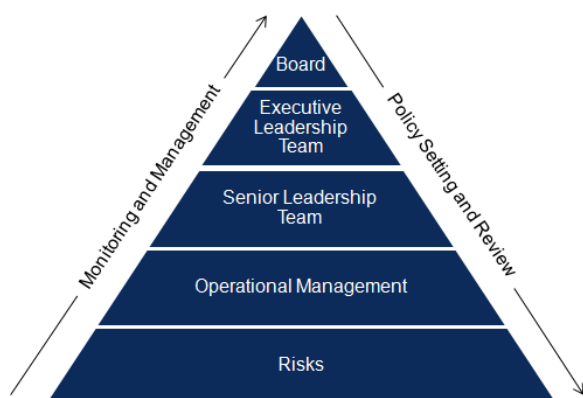 Board
Executive
Leadership
Team
Senior Leadership
Team
Operational Management
Risks
Monitoring and Management
Policy Setting and Review